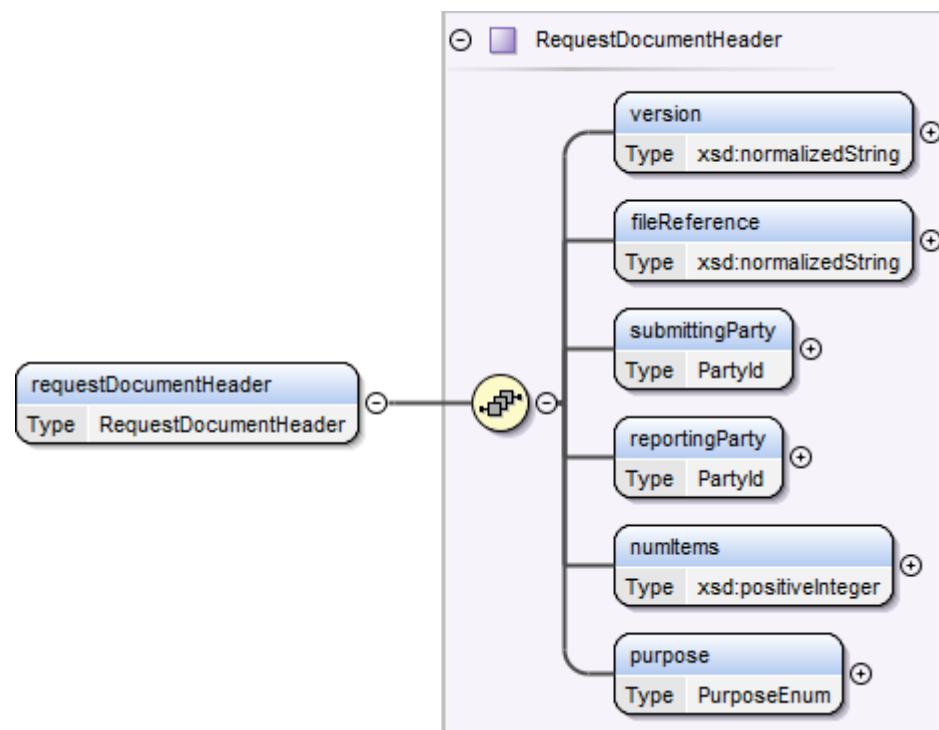 RequestDocumentHeader
version
Type xsd:normalizedString
fileReference
Type xsd:normalizedString
submittingParty
Type PartyId
requestDocumentHeader
Type RequestDocumentHeader
reportingParty
Type PartyId
numItems
Type xsd:positiveInteger
purpose
Type PurposeEnum